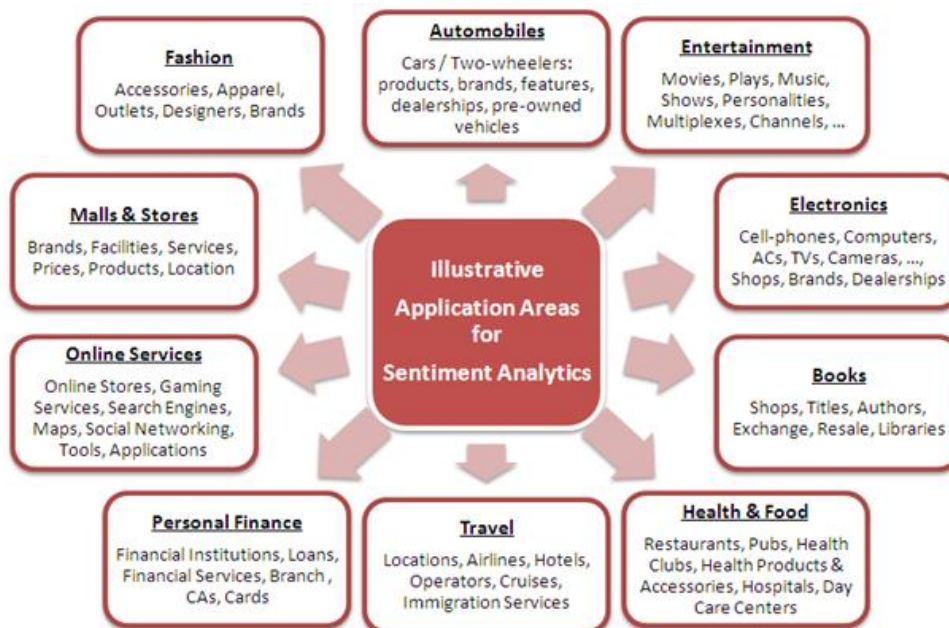 Fashion
Accessories, Apparel,
Outlets, Designers, Brands
Automobiles
Cars / Two-wheelers:
products, brands, features,
dealerships, pre-owned
vehicles
Entertainment
Movies, Plays, Music,
Shows, Personalities,
Multiplexes, Channels, ...
Malls & Stores
Brands, Facilities, Services,
Prices, Products, Location
Illustrative
Application Areas
for
Sentiment Analytics
Electronics
Cell-phones, Computers,
ACs, TVs, Cameras, ...,
Shops, Brands, Dealerships
Online Services
Online Stores, Gaming
Services, Search Engines,
Maps, Social Networking,
Tools, Applications
Books
Shops, Titles, Authors,
Exchange, Resale, Libraries
Personal Finance
Financial Institutions, Loans,
Financial Services, Branch ,
CAs, Cards
Travel
Locations, Airlines, Hotels,
Operators, Cruises,
Immigration Services
Health & Food
Restaurants, Pubs, Health
Clubs, Health Products &
Accessories, Hospitals, Day
Care Centers